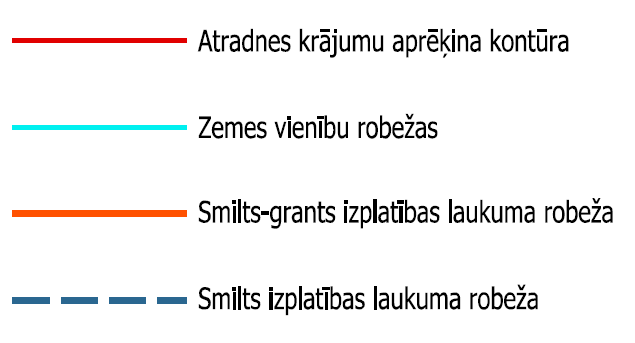 Atradnes krājumu aprēķina kontūra
Zemes vienību robežas
Smilts-grants izplatības laukuma robeža
Smilts izplatības laukuma robeža